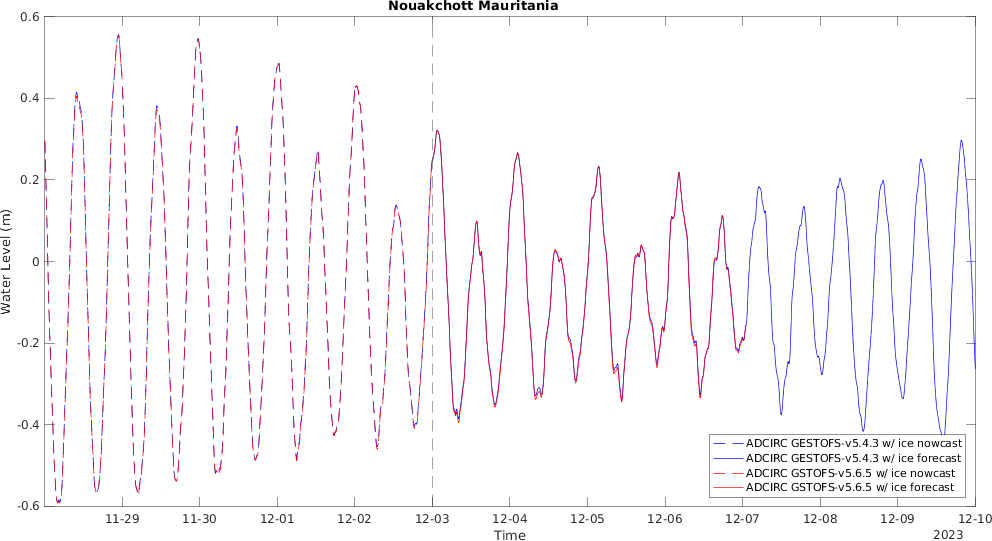 Nouakchott Mauritania
0.6
0.4
0.2
0
-0.2
-0.4
-0.6
Water Level (m)
11-29 11-30 12-01 12-02 12-03 12-04 12-05 12-06 12-07 12-08 12-09 12-10
Time
2023
ADCIRC GESTOFS-v5.4.3 w/ ice nowcast
ADCIRC GESTOFS-v5.4.3 w/ ice forecast
ADCIRC GSTOFS-v5.6.5 w/ ice nowcast
ADCIRC GSTOFS-v5.6.5 w/ ice forecast